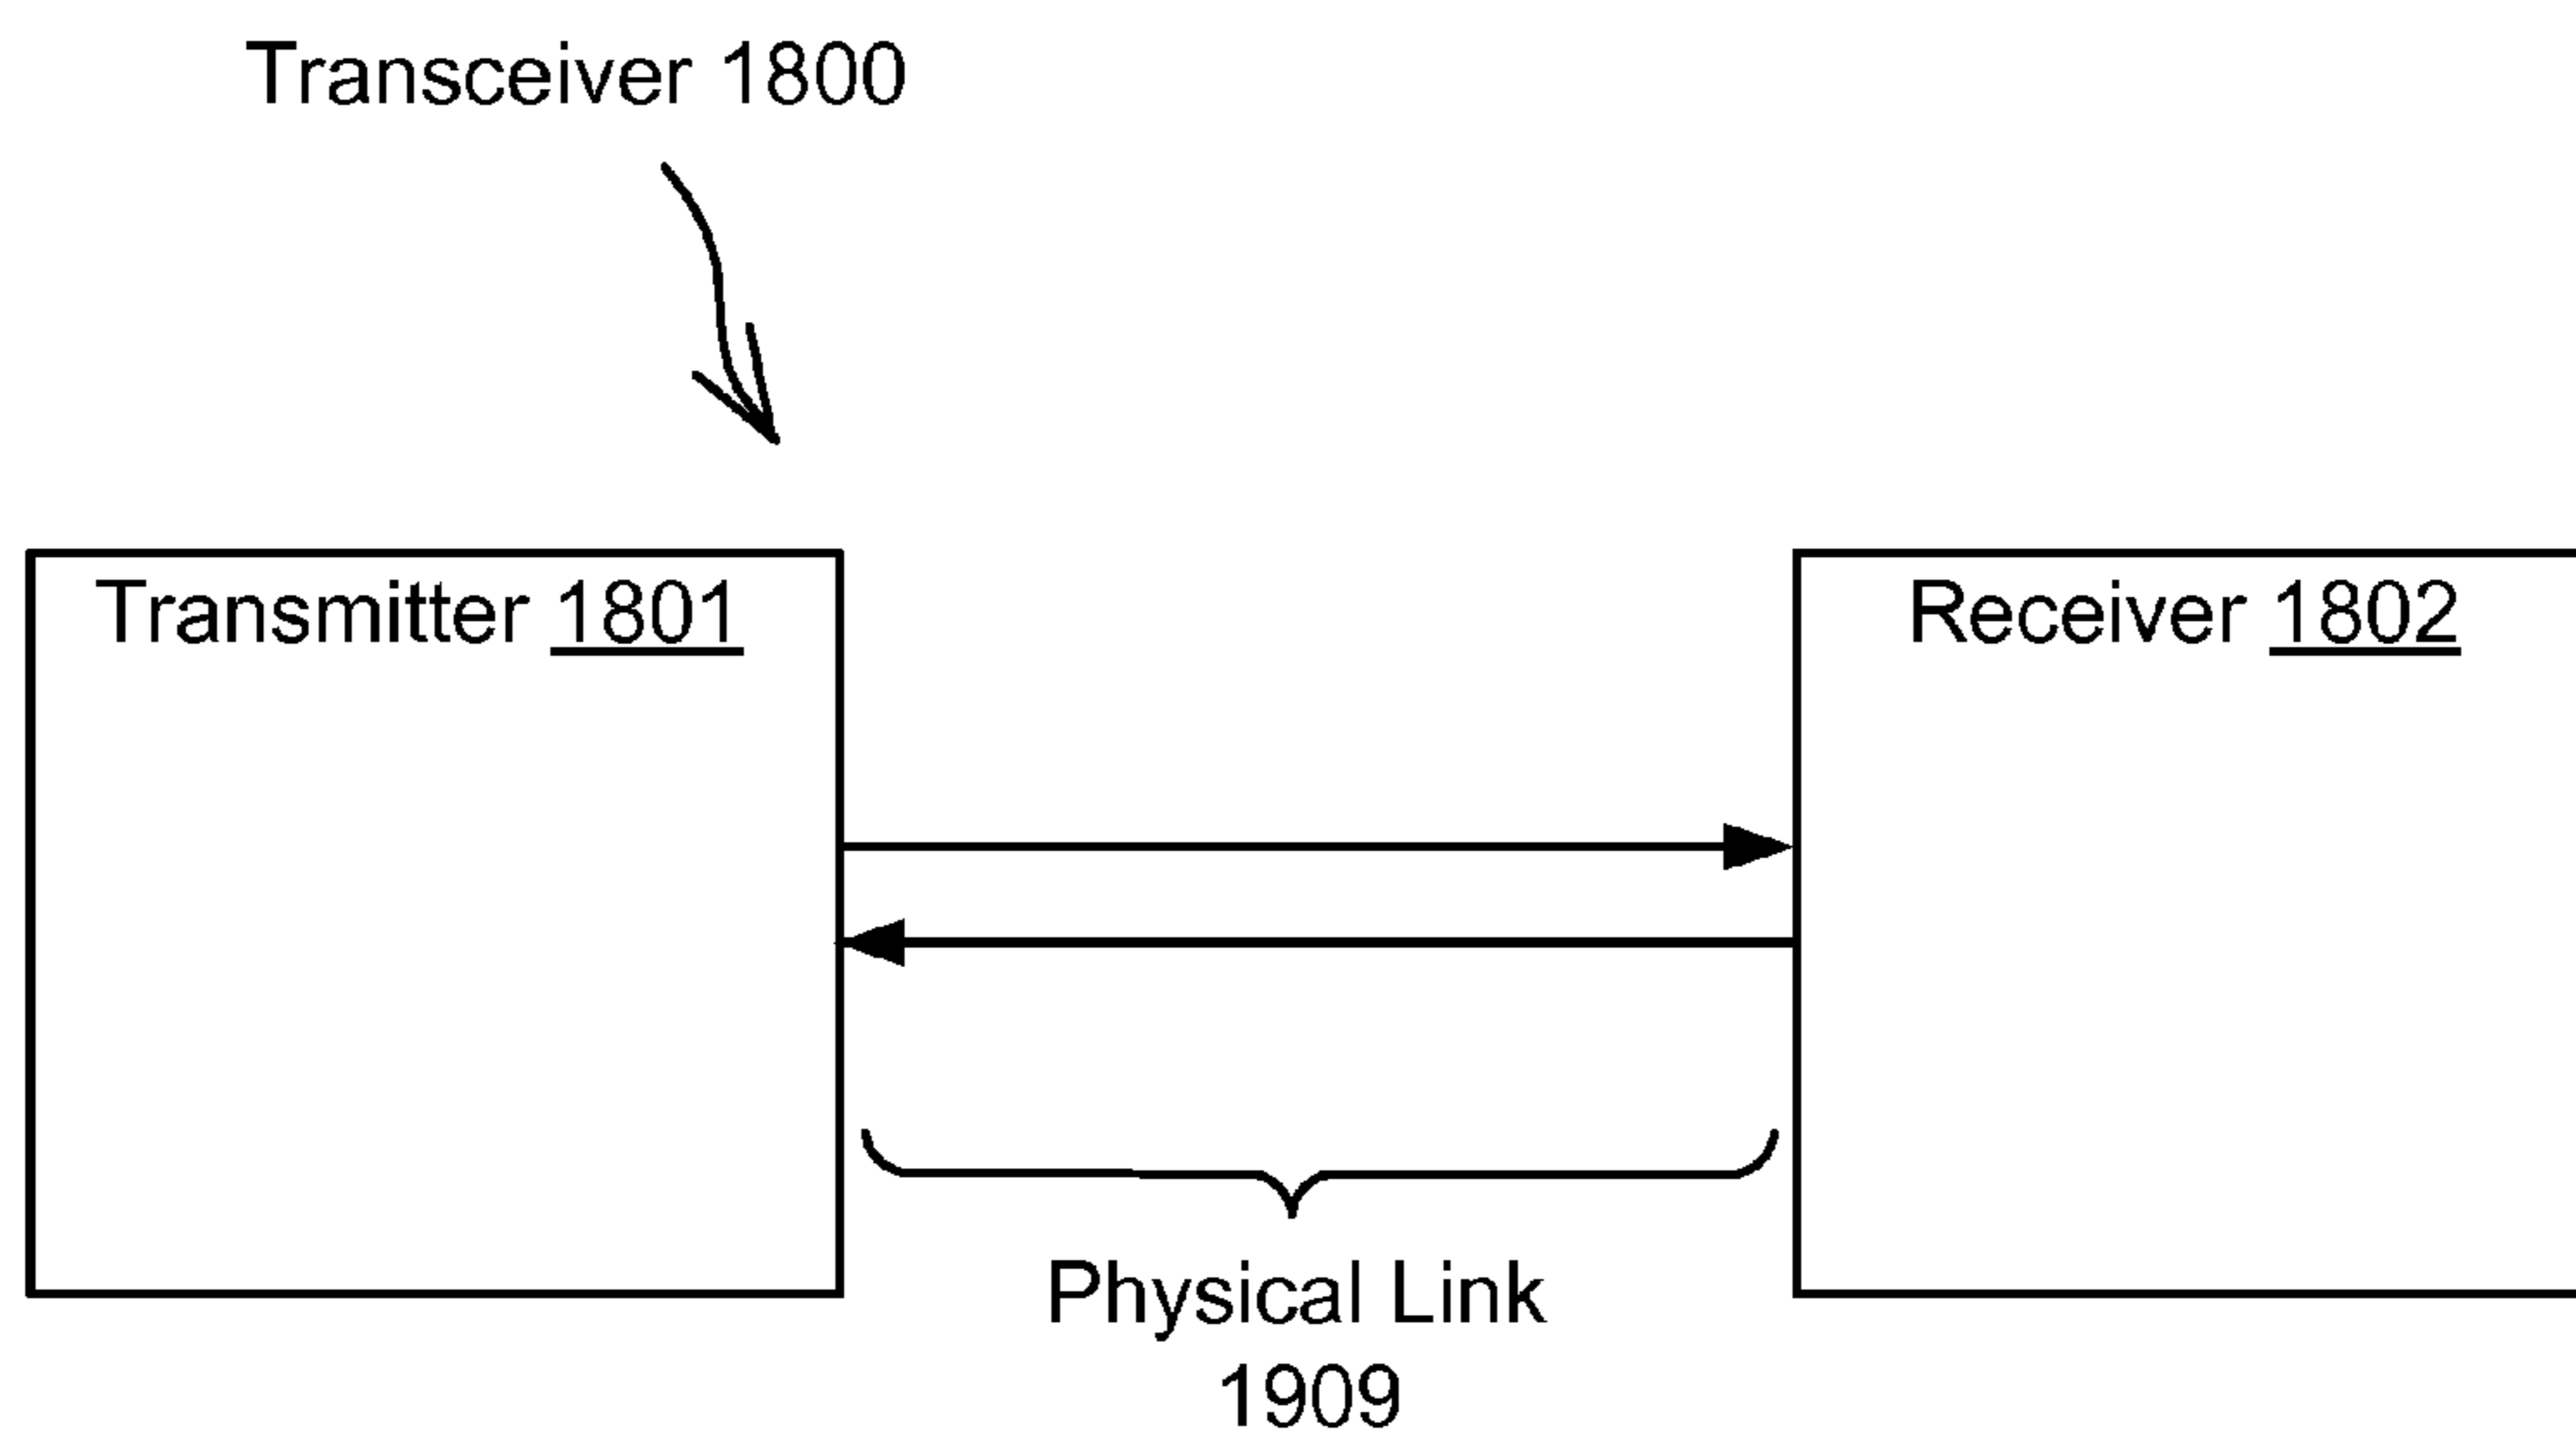 Transceiver 1800
Transmitter 1801
Receiver 1802
Physical Link
1909